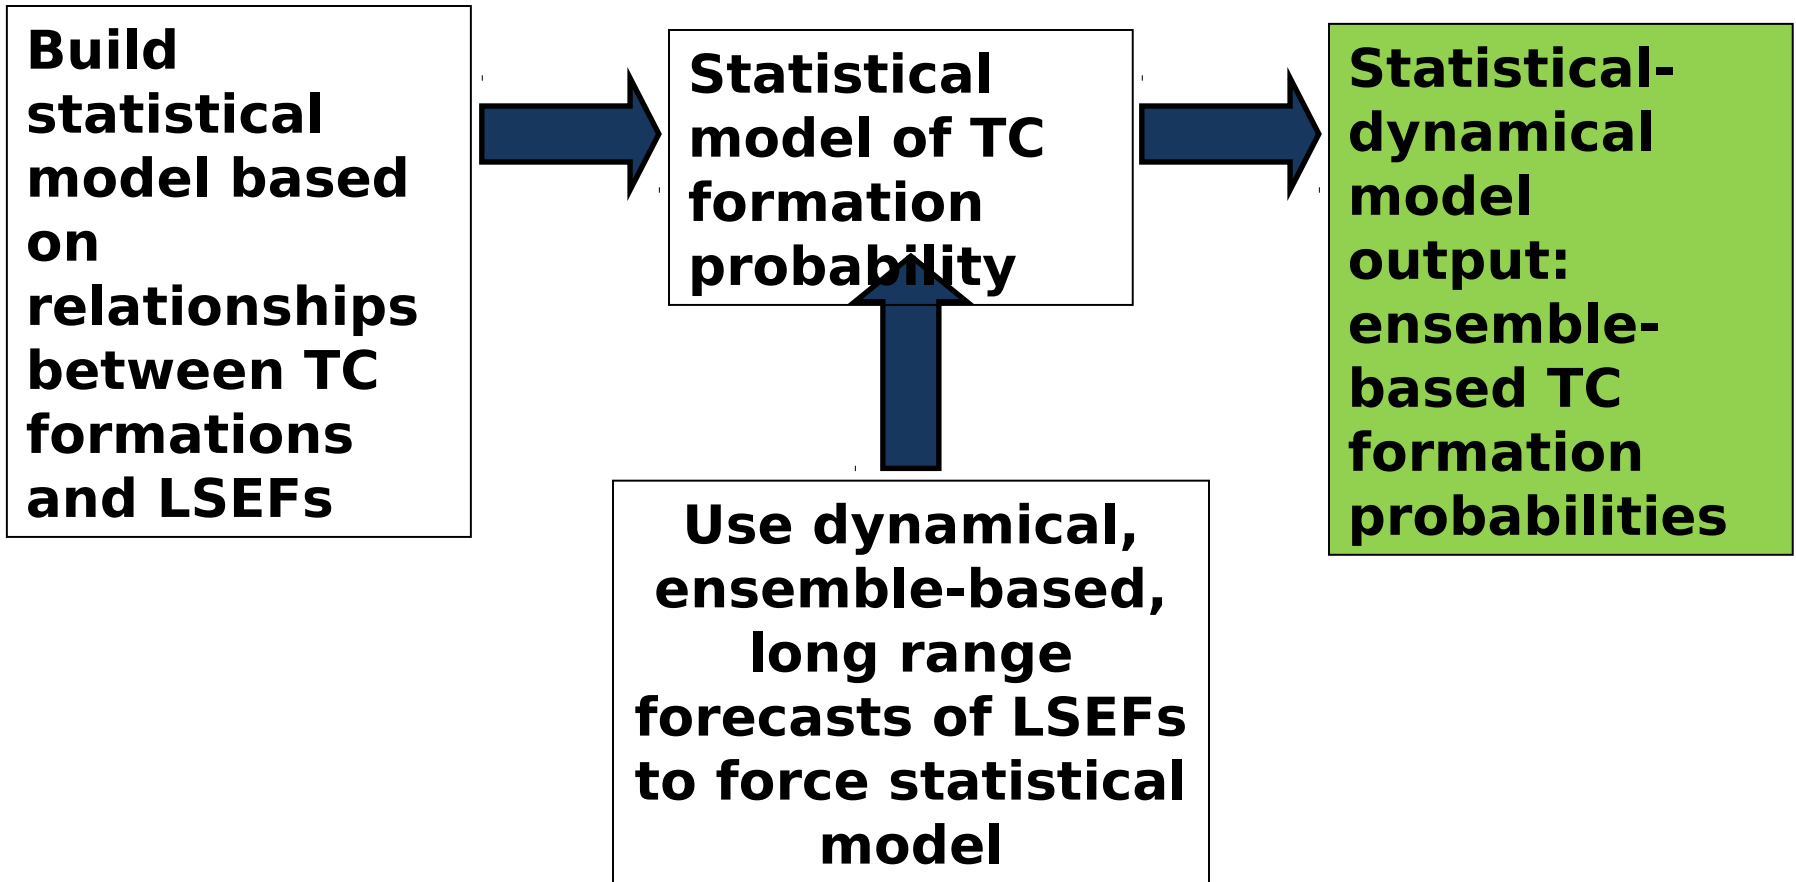 Build
statistical
model based
on
relationships
between TC
formations
and LSEFs
Statistical
model of TC
formation
probability
Use dynamical,
ensemble-based,
long range
forecasts of LSEFs
to force statistical
model
Statistical-
dynamical
model
output:
ensemble-
based TC
formation
probabilities